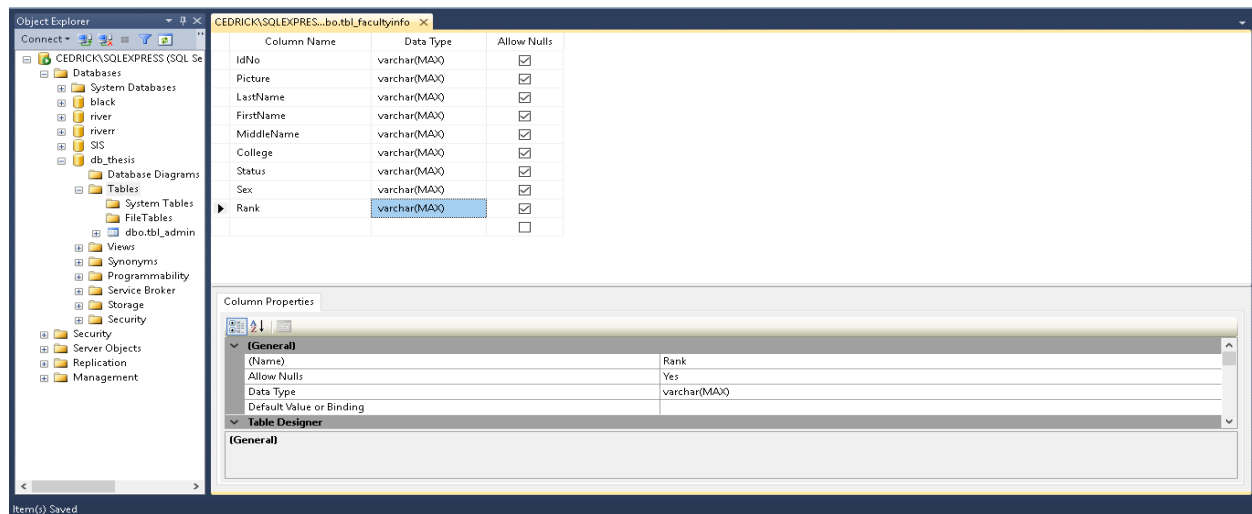 Object Explorer
CEDRICK\SQLEXPRES...bo.tbl_facultyinfo
Connect
CEDRICK\SQLEXPRESS (SQL Se
Databases
System Databases
black
river
riverr
SIS
db_thesis
Database Diagrams
Tables
System Tables
FileTables
dbo.tbl_admin
Views
Synonyms
Programmability
Service Broker
Storage
Security
Security
Server Objects
Replication
Management
Column Name Data Type Allow Nulls
IdNo varchar(MAX)
Picture varchar(MAX)
LastName varchar(MAX)
FirstName varchar(MAX)
MiddleName varchar(MAX)
College varchar(MAX)
Status varchar(MAX)
Sex varchar(MAX)
Rank varchar(MAX)
Column Properties
(General)
(Name) Rank
Allow Nulls Yes
Data Type varchar(MAX)
Default Value or Binding
Table Designer
(General)
Item(s) Saved